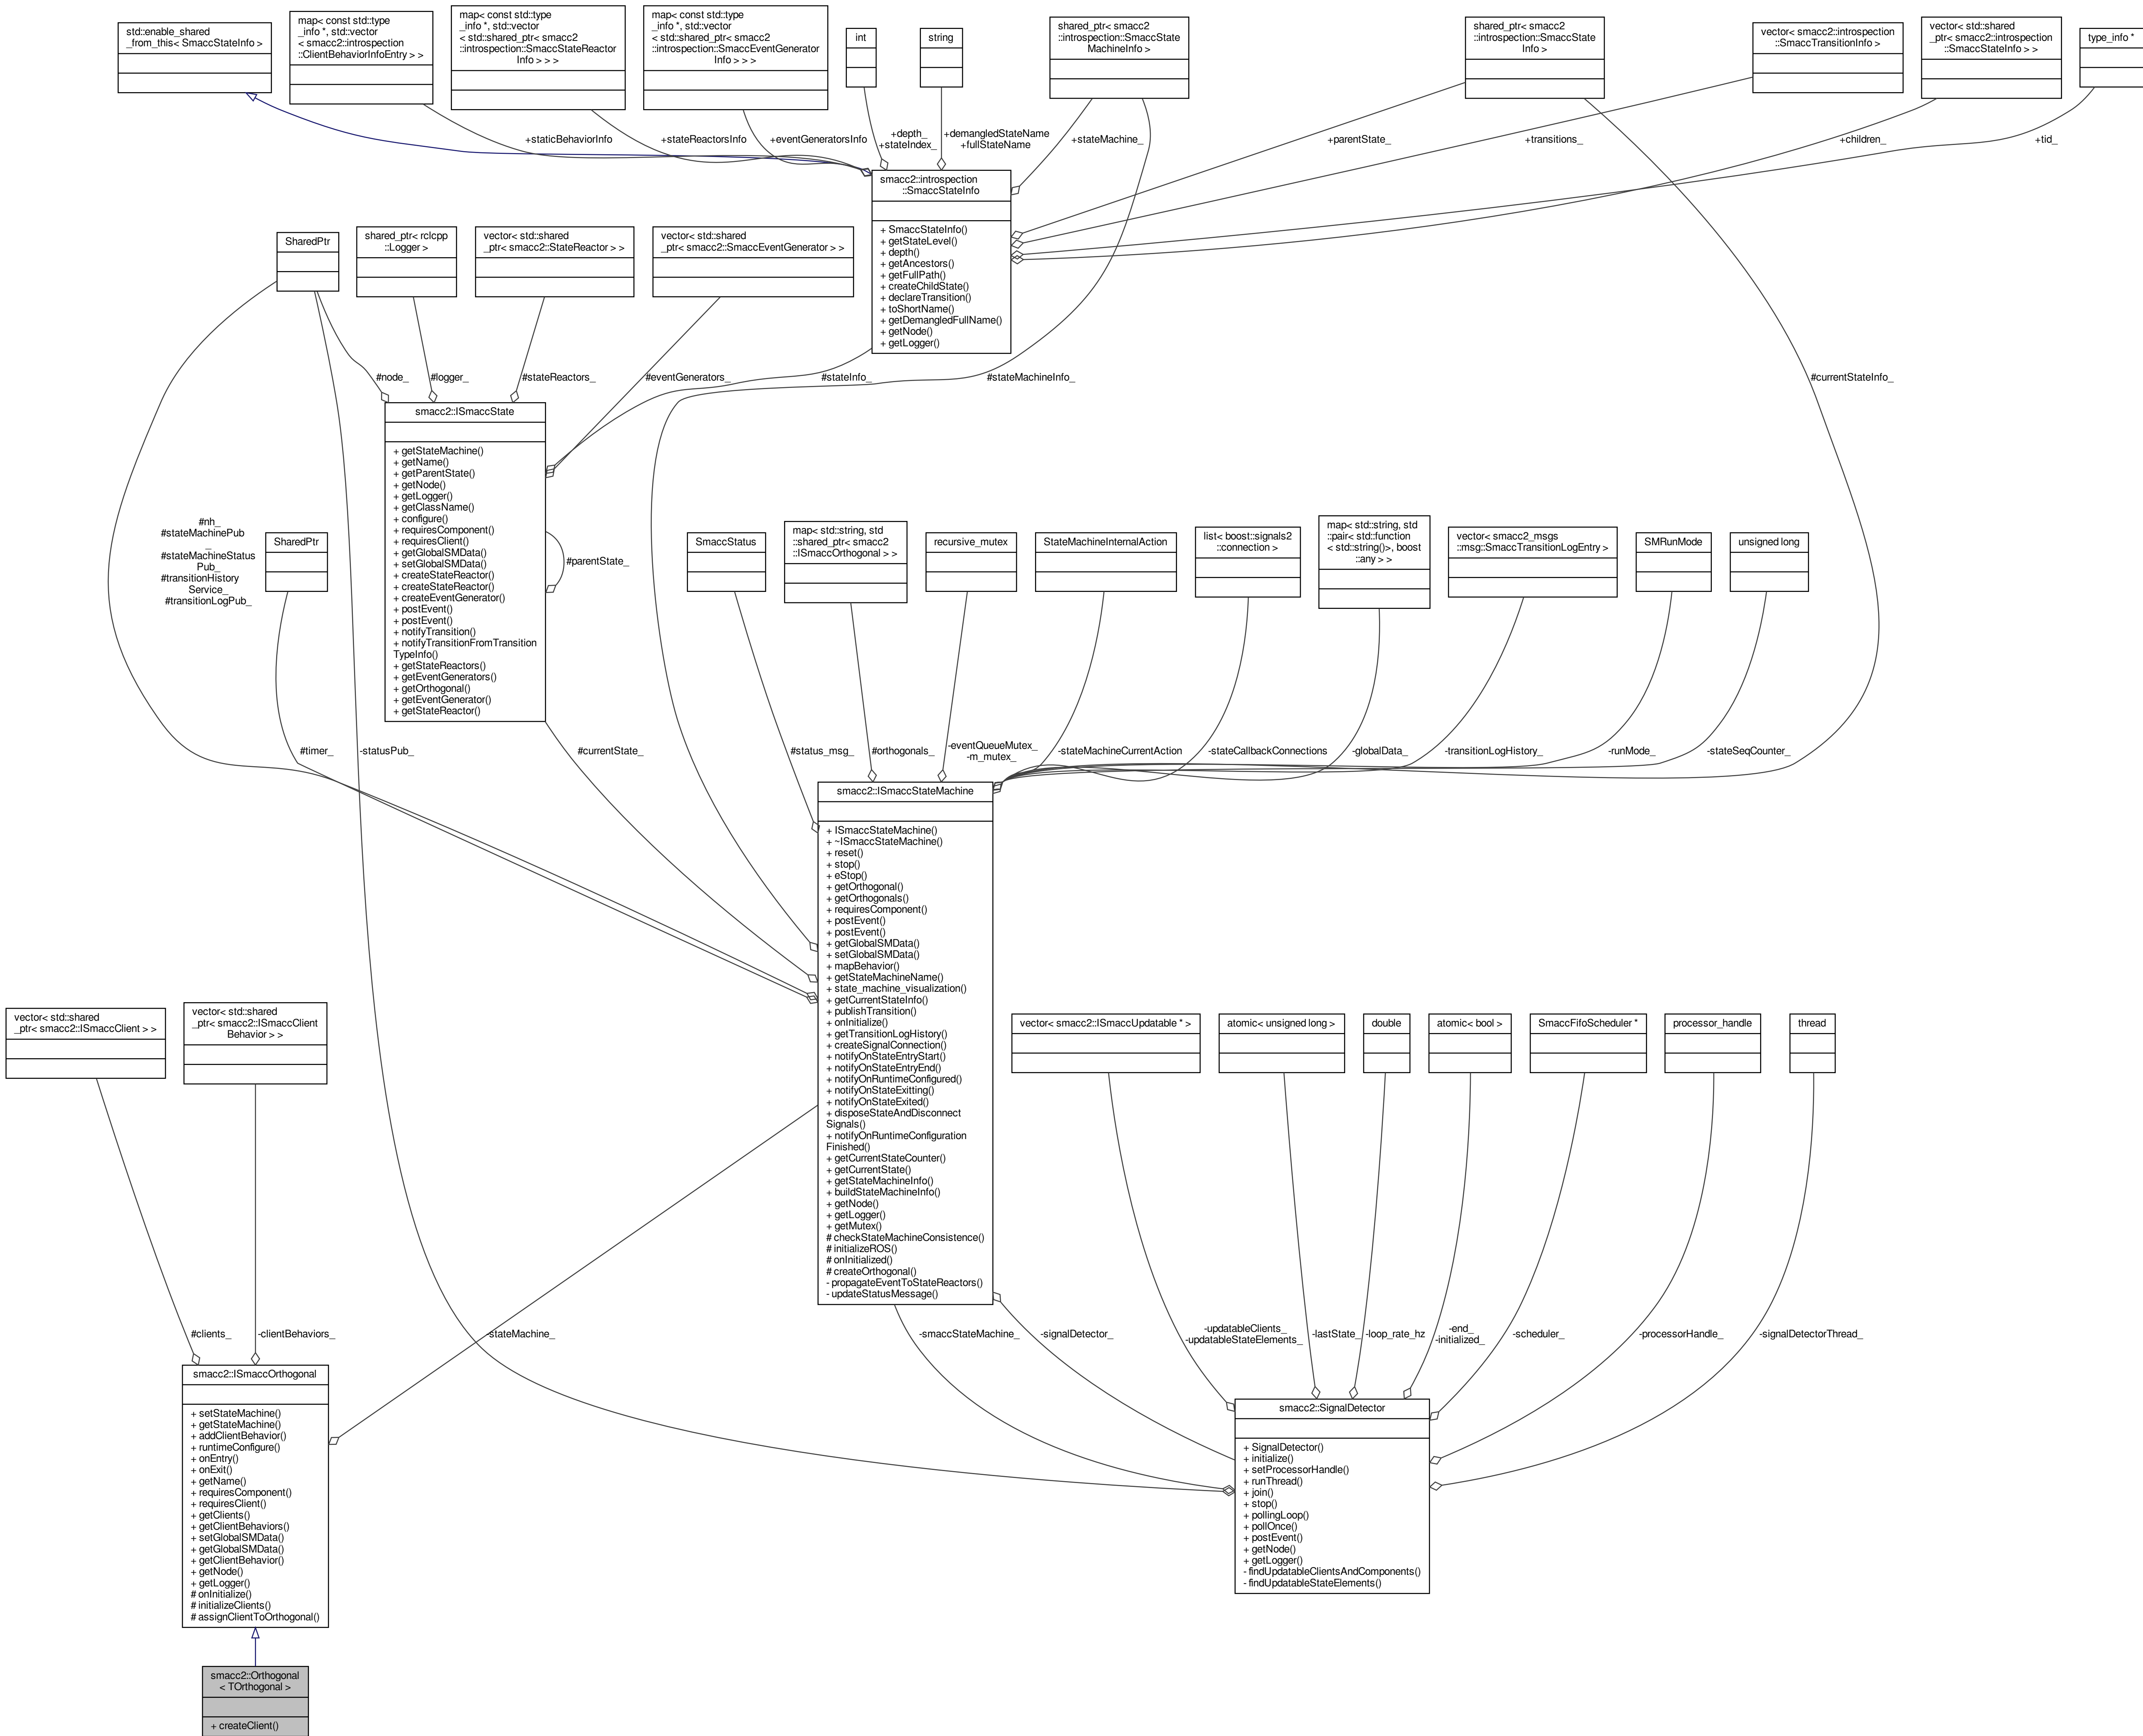 std::enable_shared
_from_this< SmaccStateInfo >
map< const std::type
_info *, std::vector
< smacc2::introspection
::ClientBehaviorInfoEntry > >
map< const std::type
_info *, std::vector
< std::shared_ptr< smacc2
::introspection::SmaccStateReactor
Info > > >
map< const std::type
_info *, std::vector
< std::shared_ptr< smacc2
::introspection::SmaccEventGenerator
Info > > >
int
string
shared_ptr< smacc2
::introspection::SmaccState
MachineInfo >
shared_ptr< smacc2
::introspection::SmaccState
Info >
vector< smacc2::introspection
::SmaccTransitionInfo >
vector< std::shared
_ptr< smacc2::introspection
::SmaccStateInfo > >
type_info *
+staticBehaviorInfo
+stateReactorsInfo
+eventGeneratorsInfo
+depth_
+stateIndex_
+demangledStateName
+fullStateName
+stateMachine_
+parentState_
+transitions_
+children_
+tid_
smacc2::introspection
::SmaccStateInfo
+ SmaccStateInfo()
+ getStateLevel()
+ depth()
+ getAncestors()
+ getFullPath()
+ createChildState()
+ declareTransition()
+ toShortName()
+ getDemangledFullName()
+ getNode()
+ getLogger()
SharedPtr
shared_ptr< rclcpp
::Logger >
vector< std::shared
_ptr< smacc2::StateReactor > >
vector< std::shared
_ptr< smacc2::SmaccEventGenerator > >
#node_
#logger_
#stateReactors_
#eventGenerators_
#stateInfo_
#stateMachineInfo_
#currentStateInfo_
smacc2::ISmaccState
+ getStateMachine()
+ getName()
+ getParentState()
+ getNode()
+ getLogger()
+ getClassName()
+ configure()
+ requiresComponent()
+ requiresClient()
+ getGlobalSMData()
+ setGlobalSMData()
+ createStateReactor()
+ createStateReactor()
+ createEventGenerator()
+ postEvent()
+ postEvent()
+ notifyTransition()
+ notifyTransitionFromTransition
TypeInfo()
+ getStateReactors()
+ getEventGenerators()
+ getOrthogonal()
+ getEventGenerator()
+ getStateReactor()
#parentState_
#nh_
#stateMachinePub
_
#stateMachineStatus
Pub_
#transitionHistory
Service_
#transitionLogPub_
SharedPtr
SmaccStatus
map< std::string, std
::shared_ptr< smacc2
::ISmaccOrthogonal > >
recursive_mutex
StateMachineInternalAction
list< boost::signals2
::connection >
map< std::string, std
::pair< std::function
< std::string()>, boost
::any > >
vector< smacc2_msgs
::msg::SmaccTransitionLogEntry >
SMRunMode
unsigned long
#timer_
-statusPub_
#currentState_
#status_msg_
#orthogonals_
-eventQueueMutex_
-m_mutex_
-stateMachineCurrentAction
-stateCallbackConnections
-globalData_
-transitionLogHistory_
-runMode_
-stateSeqCounter_
smacc2::ISmaccStateMachine
+ ISmaccStateMachine()
+ ~ISmaccStateMachine()
+ reset()
+ stop()
+ eStop()
+ getOrthogonal()
+ getOrthogonals()
+ requiresComponent()
+ postEvent()
+ postEvent()
+ getGlobalSMData()
+ setGlobalSMData()
+ mapBehavior()
+ getStateMachineName()
+ state_machine_visualization()
+ getCurrentStateInfo()
+ publishTransition()
+ onInitialize()
+ getTransitionLogHistory()
+ createSignalConnection()
+ notifyOnStateEntryStart()
+ notifyOnStateEntryEnd()
+ notifyOnRuntimeConfigured()
+ notifyOnStateExitting()
+ notifyOnStateExited()
+ disposeStateAndDisconnect
Signals()
+ notifyOnRuntimeConfiguration
Finished()
+ getCurrentStateCounter()
+ getCurrentState()
+ getStateMachineInfo()
+ buildStateMachineInfo()
+ getNode()
+ getLogger()
+ getMutex()
# checkStateMachineConsistence()
# initializeROS()
# onInitialized()
# createOrthogonal()
- propagateEventToStateReactors()
- updateStatusMessage()
vector< std::shared
_ptr< smacc2::ISmaccClient > >
vector< std::shared
_ptr< smacc2::ISmaccClient
Behavior > >
vector< smacc2::ISmaccUpdatable * >
atomic< unsigned long >
double
atomic< bool >
SmaccFifoScheduler *
processor_handle
thread
#clients_
-clientBehaviors_
-stateMachine_
-smaccStateMachine_
-signalDetector_
-updatableClients_
-updatableStateElements_
-lastState_
-loop_rate_hz
-end_
-initialized_
-scheduler_
-processorHandle_
-signalDetectorThread_
smacc2::ISmaccOrthogonal
+ setStateMachine()
+ getStateMachine()
+ addClientBehavior()
+ runtimeConfigure()
+ onEntry()
+ onExit()
+ getName()
+ requiresComponent()
+ requiresClient()
+ getClients()
+ getClientBehaviors()
+ setGlobalSMData()
+ getGlobalSMData()
+ getClientBehavior()
+ getNode()
+ getLogger()
# onInitialize()
# initializeClients()
# assignClientToOrthogonal()
smacc2::SignalDetector
+ SignalDetector()
+ initialize()
+ setProcessorHandle()
+ runThread()
+ join()
+ stop()
+ pollingLoop()
+ pollOnce()
+ postEvent()
+ getNode()
+ getLogger()
- findUpdatableClientsAndComponents()
- findUpdatableStateElements()
smacc2::Orthogonal
< TOrthogonal >
+ createClient()